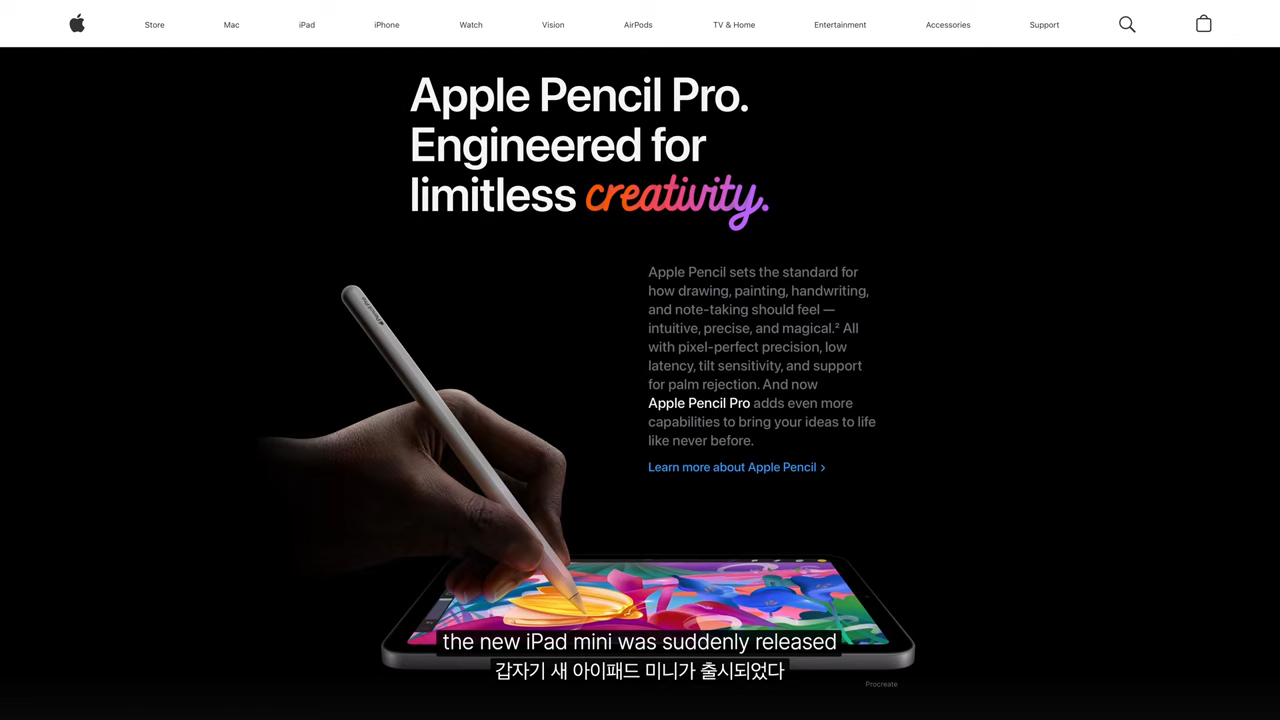 Store Mac iPad iPhone Watch Vision AirPods TV & Home Entertainment Accessories Support
Apple Pencil Pro.
Engineered for
limitless creativity.
Apple Pencil sets the standard for
how drawing, painting, handwriting,
and note-taking should feel —
intuitive, precise, and magical.² All
with pixel-perfect precision, low
latency, tilt sensitivity, and support
for palm rejection. And now
Apple Pencil Pro adds even more
capabilities to bring your ideas to life
like never before.
Learn more about Apple Pencil >
the new iPad mini was suddenly released
갑자기 새 아이패드 미니가 출시되었다
Procreate